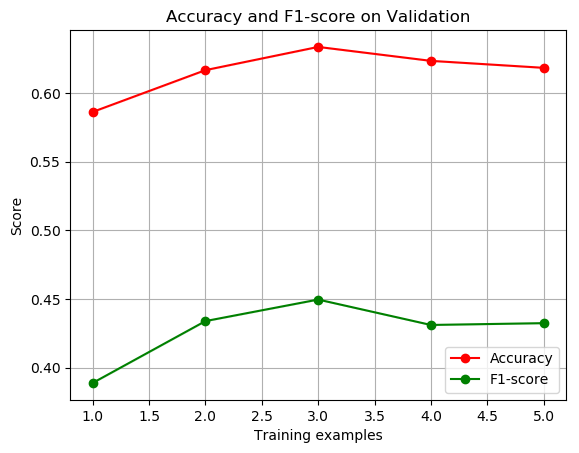 Accuracy and F1-score on Validation
0.60
0.55
0.50
0.45
0.40
Score
Accuracy
F1-score
1.0 1.5 2.0 2.5 3.0 3.5 4.0 4.5 5.0
Training examples